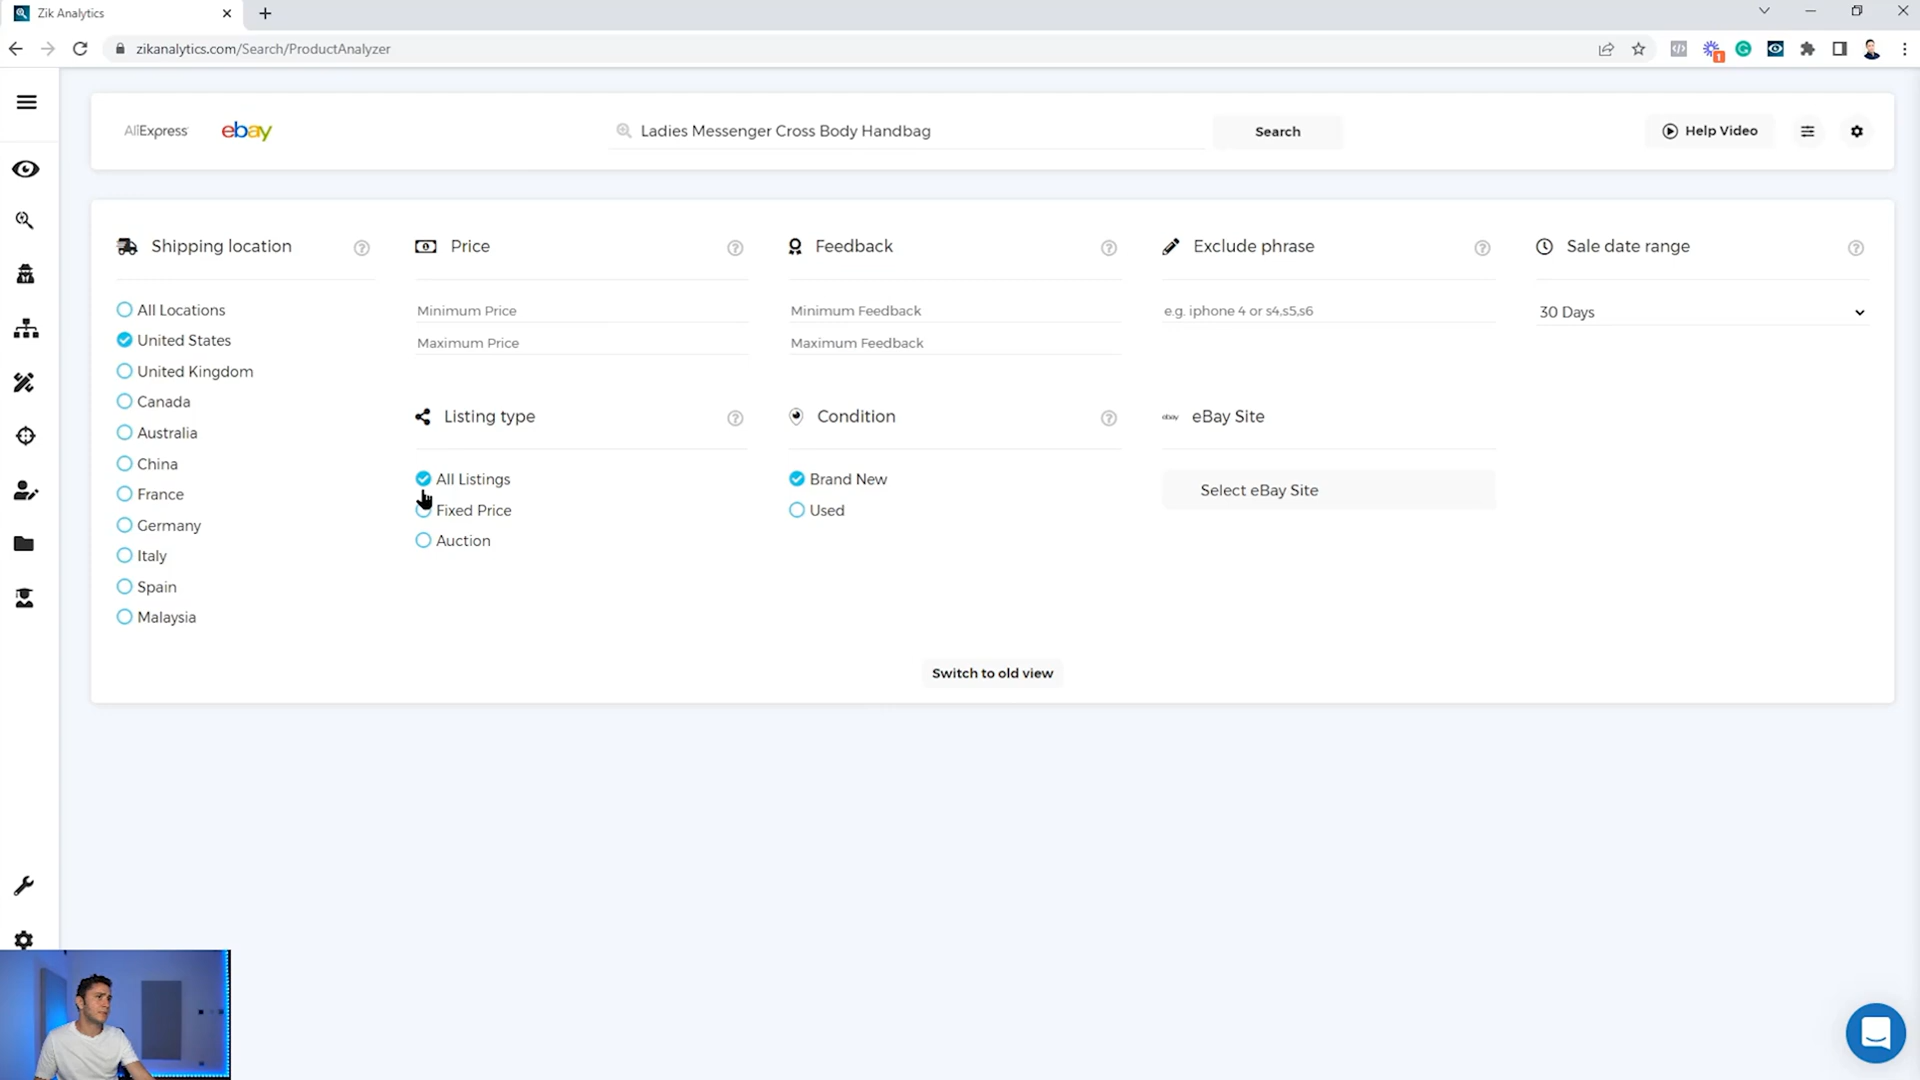 Zik Analytics
zikanalytics.com/Search/ProductAnalyzer
1
AliExpress
ebay
Ladies Messenger Cross Body Handbag
Search
Help Video
Shipping location
All Locations
United States
United Kingdom
Canada
Australia
China
France
Germany
Italy
Spain
Malaysia
Price
Minimum Price
Maximum Price
Listing type
All Listings
Fixed Price
Auction
Feedback
Minimum Feedback
Maximum Feedback
Condition
Brand New
Used
Exclude phrase
e.g. iphone 4 or s4,s5,s6
ebay eBay Site
Select eBay Site
Sale date range
30 Days
Switch to old view